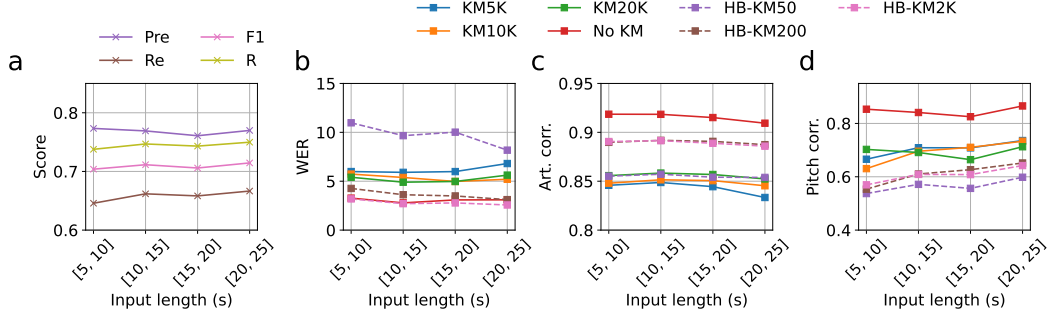 KM5K KM20K HB-KM50 HB-KM2K
KM10K No KM HB-KM200
Pre F1
Re R
a
Score
0.8
0.7
0.6
[5, 10] [10, 15] [15, 20] [20, 25]
Input length (s)
b
WER
15
10
5
0
[5, 10] [10, 15] [15, 20] [20, 25]
Input length (s)
c
Art. corr.
0.95
0.9
0.85
0.8
[5, 10] [10, 15] [15, 20] [20, 25]
Input length (s)
d
Pitch corr.
0.8
0.6
0.4
[5, 10] [10, 15] [15, 20] [20, 25]
Input length (s)